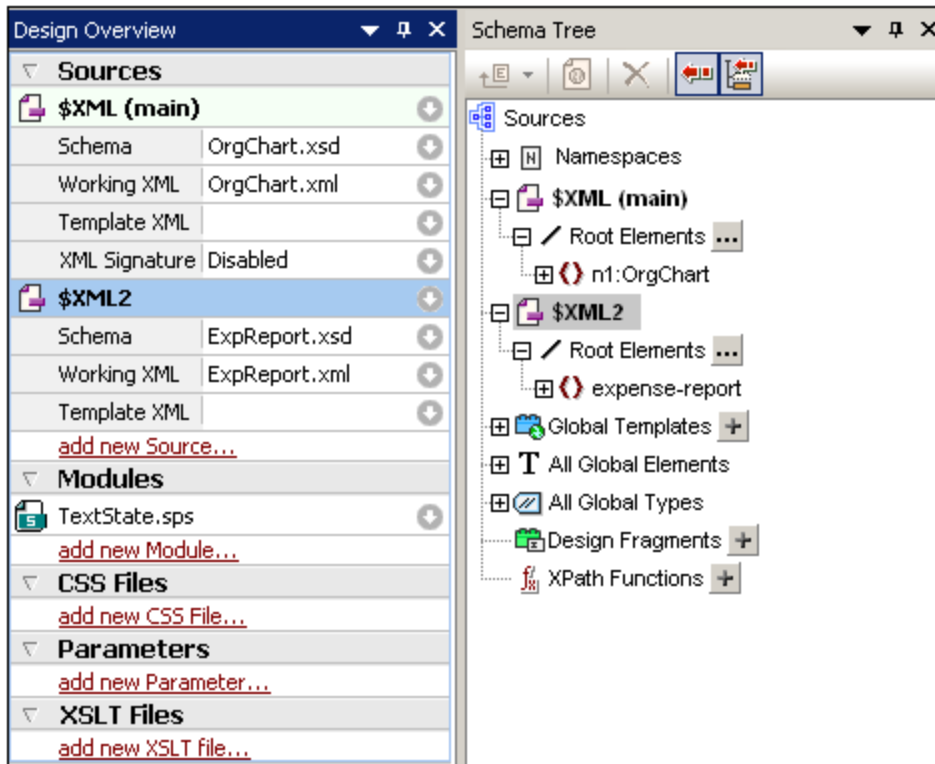 Design Overview
Sources
$XML (main)
Schema OrgChart.xsd
Working XML OrgChart.xml
Template XML
XML Signature Disabled
$XML2
Schema ExpReport.xsd
Working XML ExpReport.xml
Template XML
add new Source...
Modules
TextState.sps
add new Module...
CSS Files
add new CSS File...
Parameters
add new Parameter...
XSLT Files
add new XSLT file...
Schema Tree
Sources
Namespaces
$XML (main)
Root Elements ...
n1:OrgChart
$XML2
Root Elements ...
expense-report
Global Templates
All Global Elements
All Global Types
Design Fragments
XPath Functions